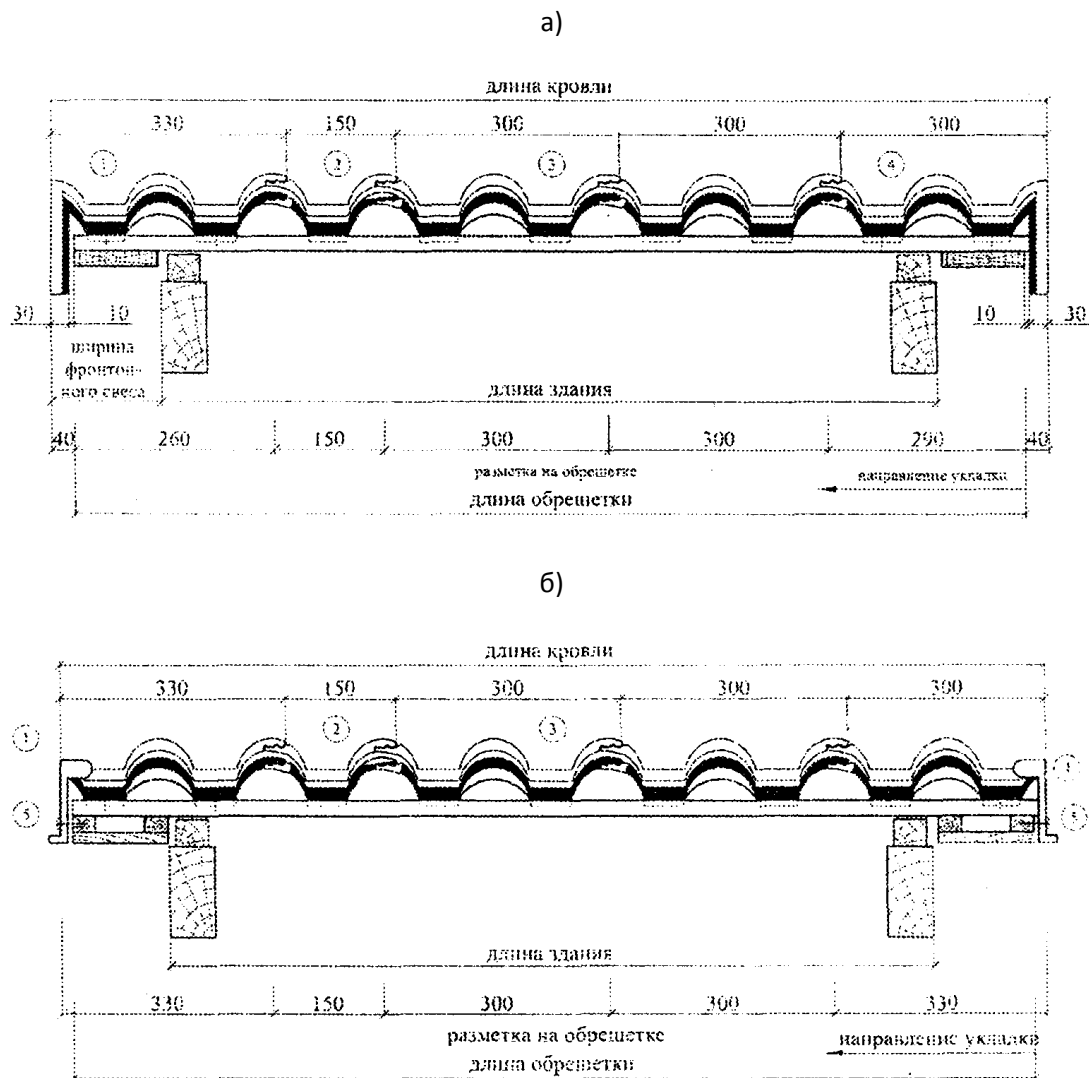 а)
длина кровли
330 150 300 300 300
1 2 3 4
30 10 10 30
ширина
фронтон-
ного свеса
длина здания
40 260 150 300 300 290 40
разметка на обрешетке направление укладки
длина обрешетки
б)
длина кровли
330 150 300 300 300
1 2 3
5 5
длина здания
330 150 300 300 330
разметка на обрешетке направление укладки
длина обрешетки